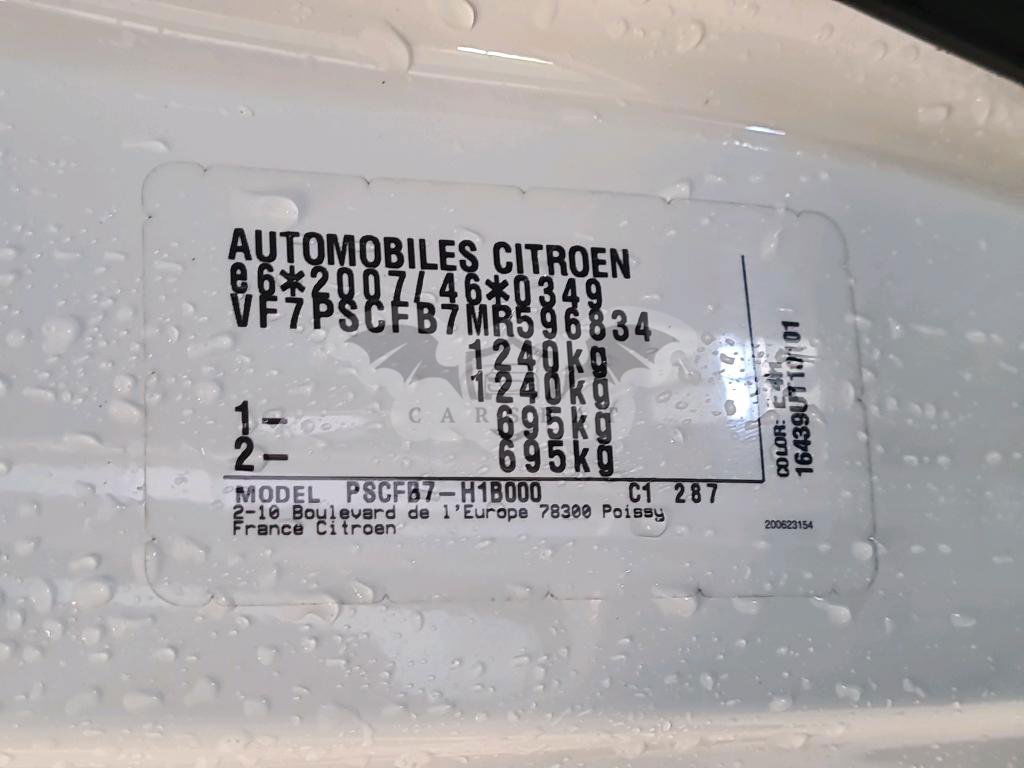 AUTOMOBILES CITROEN
e6*2007/46*0349
VF7PSCFB7MR596834
1240kg
1240kg
1- 695kg
2- 695kg
MODEL PSCFB7-H1B000 C1 287
2-10 Boulevard de l'Europe 78300 Poissy
France Citroen
COLOR:
200623154